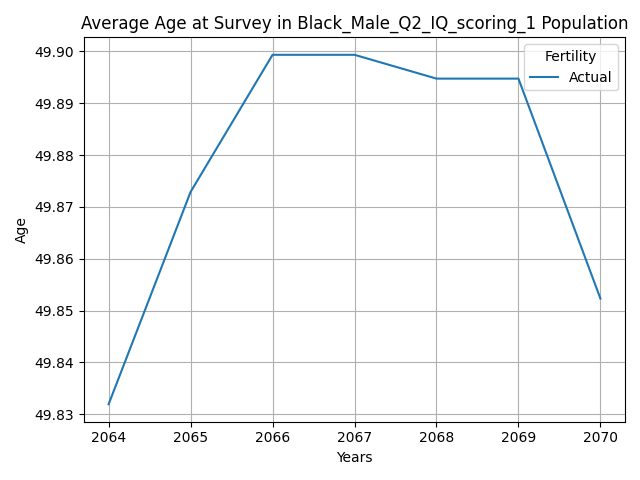 Average Age at Survey in Black_Male_Q2_IQ_scoring_1 Population
Fertility
Actual
49.90
49.89
49.88
49.87
49.86
49.85
49.84
49.83
Age
2064 2065 2066 2067 2068 2069 2070
Years